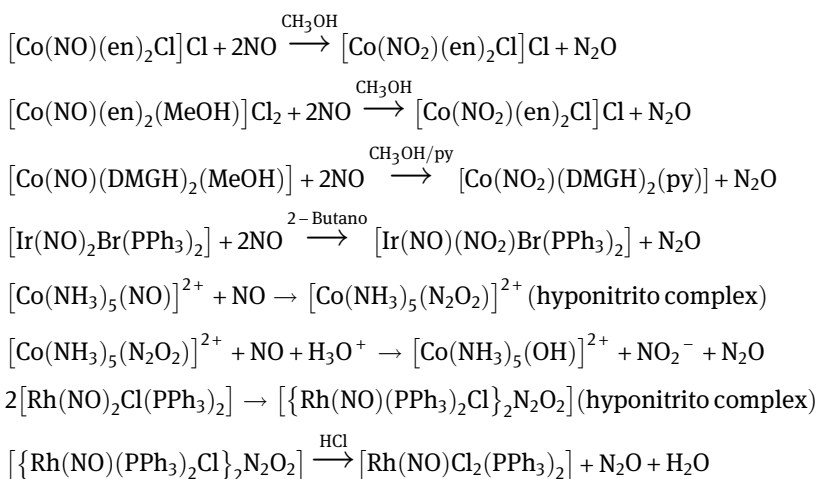 [Co(NO)(en)₂Cl]Cl + 2NO CH₃OH⟶ [Co(NO₂)(en)₂Cl]Cl + N₂O
[Co(NO)(en)₂(MeOH)]Cl₂ + 2NO CH₃OH⟶ [Co(NO₂)(en)₂Cl]Cl + N₂O
[Co(NO)(DMGH)₂(MeOH)] + 2NO CH₃OH/py⟶ [Co(NO₂)(DMGH)₂(py)] + N₂O
[Ir(NO)₂Br(PPh₃)₂] + 2NO 2 – Butano⟶ [Ir(NO)(NO₂)Br(PPh₃)₂] + N₂O
[Co(NH₃)₅(NO)]²⁺ + NO → [Co(NH₃)₅(N₂O₂)]²⁺ (hyponitrito complex)
[Co(NH₃)₅(N₂O₂)]²⁺ + NO + H₃O⁺ → [Co(NH₃)₅(OH)]²⁺ + NO₂⁻ + N₂O
2[Rh(NO)₂Cl(PPh₃)₂] → [{Rh(NO)(PPh₃)₂Cl}₂N₂O₂](hyponitrito complex)
[{Rh(NO)(PPh₃)₂Cl}₂N₂O₂] HCl⟶ [Rh(NO)Cl₂(PPh₃)₂] + N₂O + H₂O